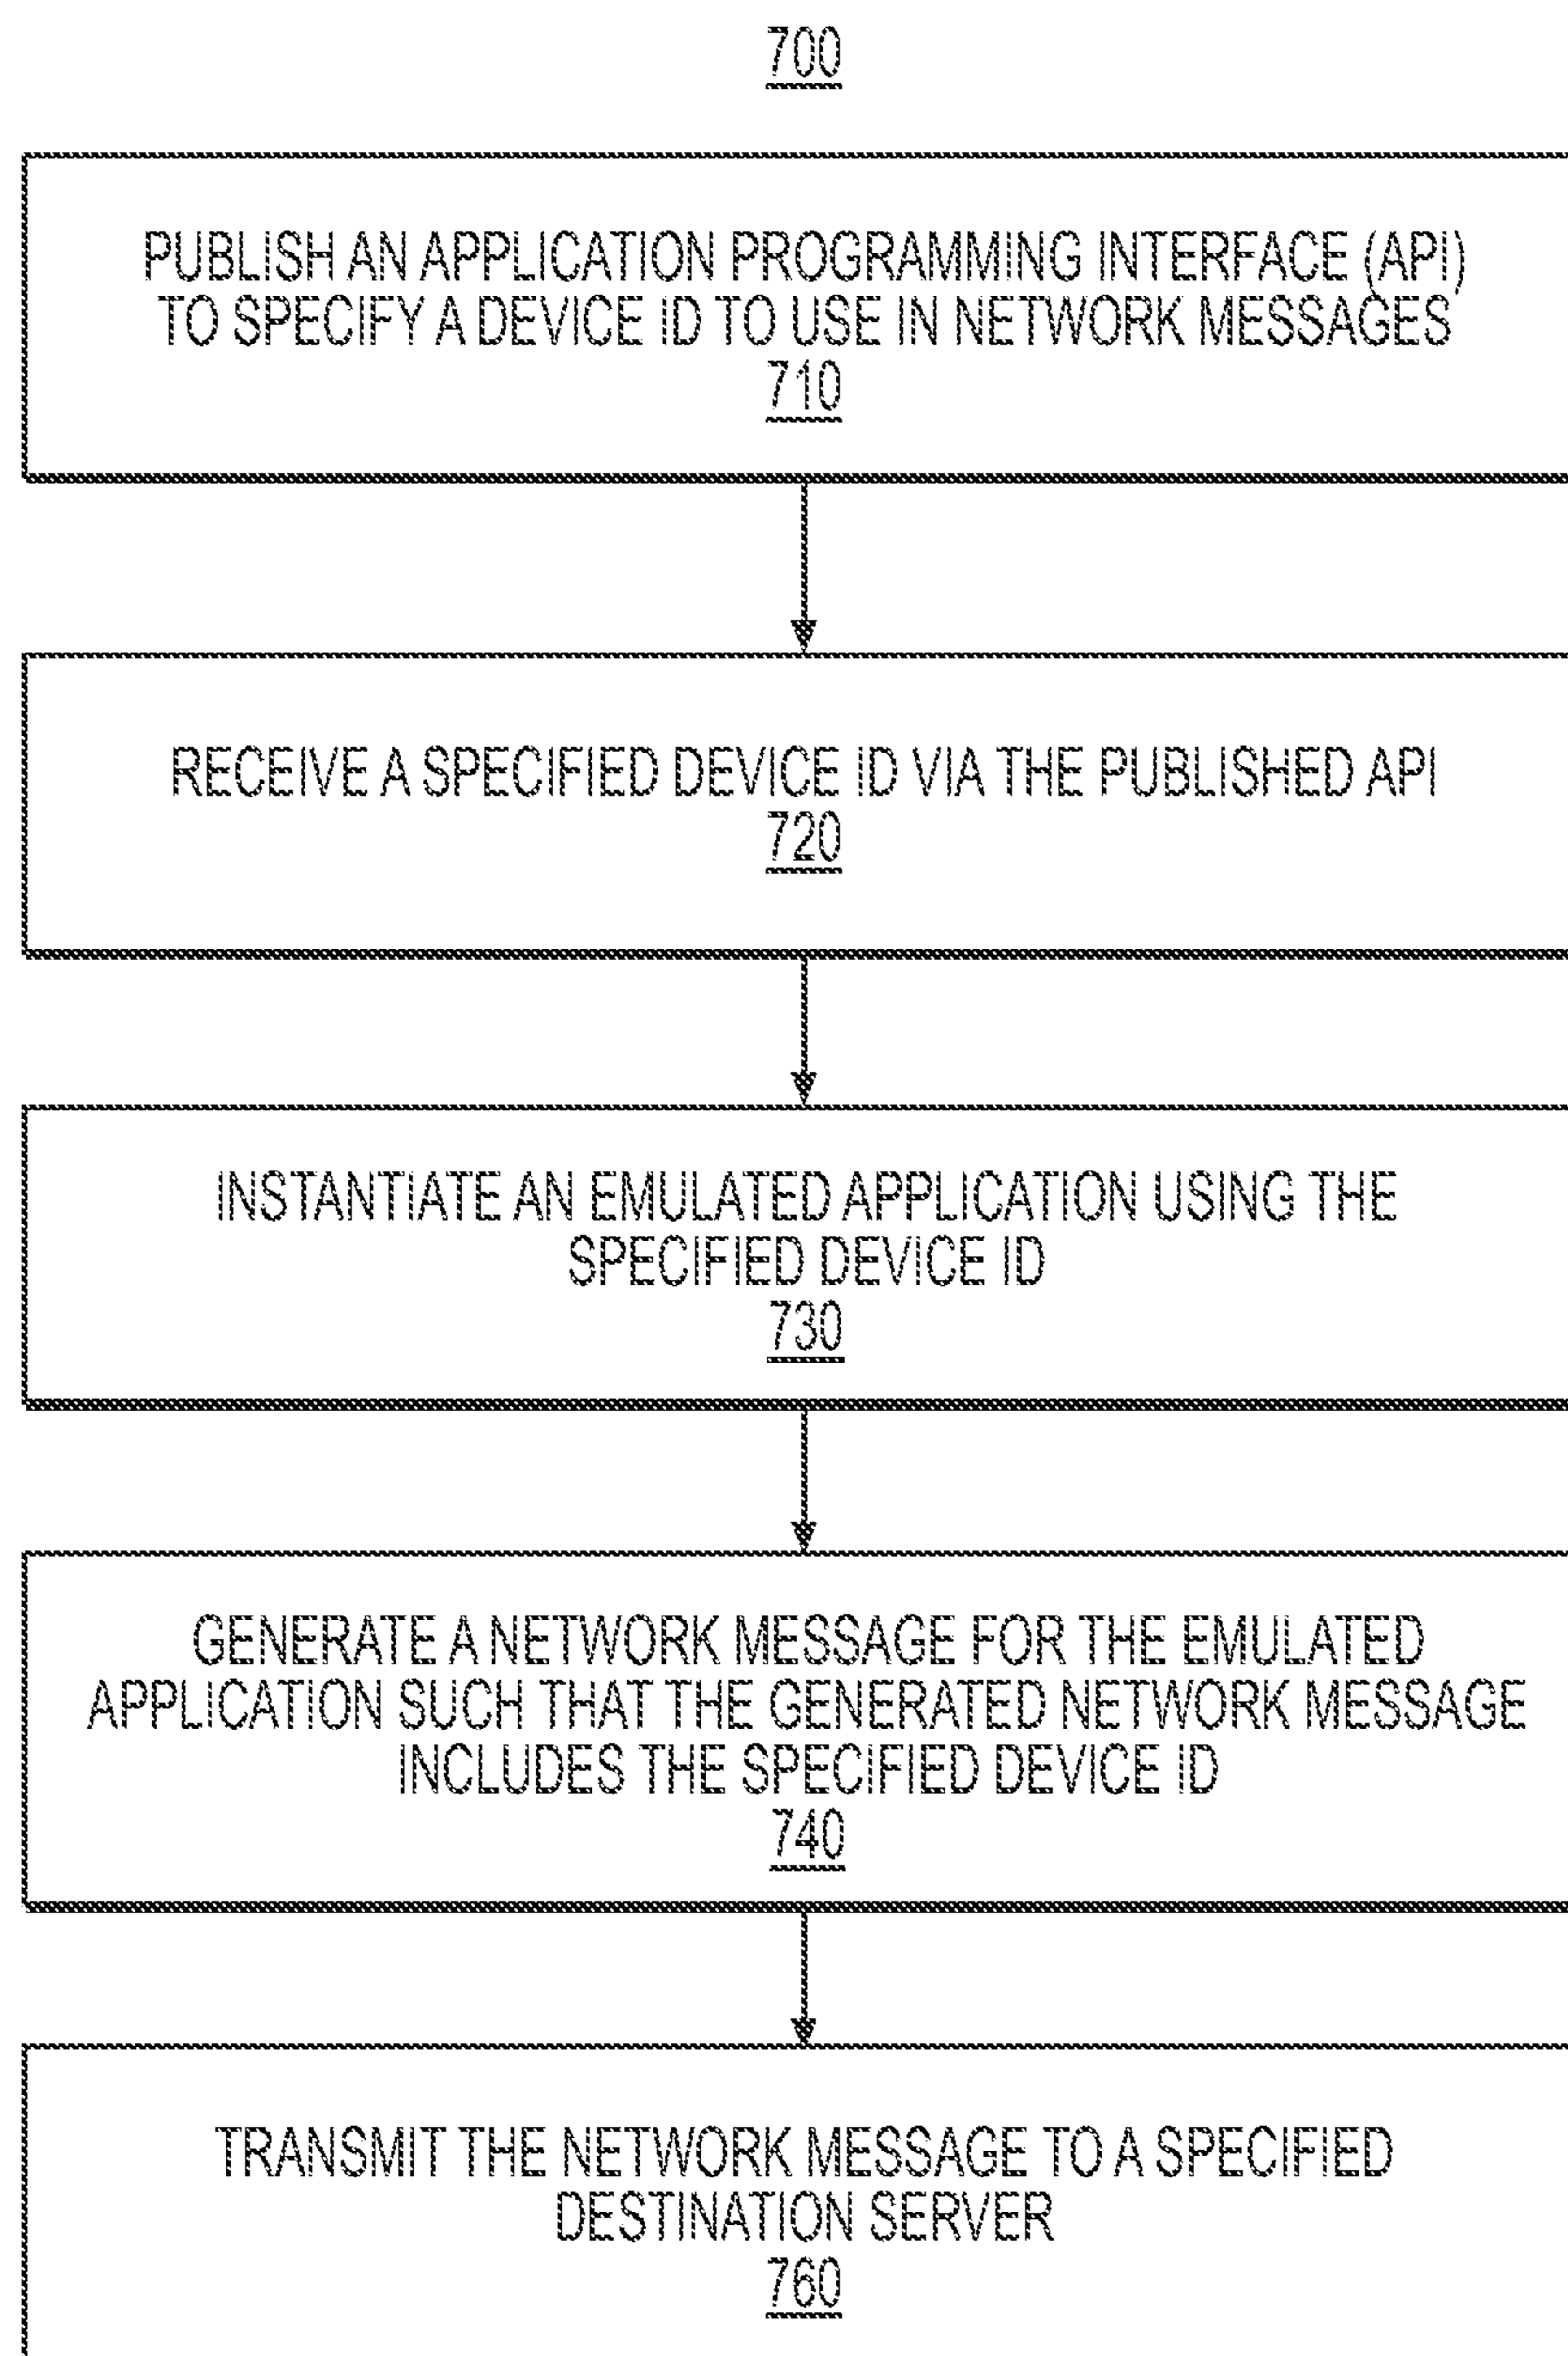 700
PUBLISH AN APPLICATION PROGRAMMING INTERFACE (API)
TO SPECIFY A DEVICE ID TO USE IN NETWORK MESSAGES
710
RECEIVE A SPECIFIED DEVICE ID VIA THE PUBLISHED API
720
INSTANTIATE AN EMULATED APPLICATION USING THE
SPECIFIED DEVICE ID
730
GENERATE A NETWORK MESSAGE FOR THE EMULATED
APPLICATION SUCH THAT THE GENERATED NETWORK MESSAGE
INCLUDES THE SPECIFIED DEVICE ID
740
TRANSMIT THE NETWORK MESSAGE TO A SPECIFIED
DESTINATION SERVER
760